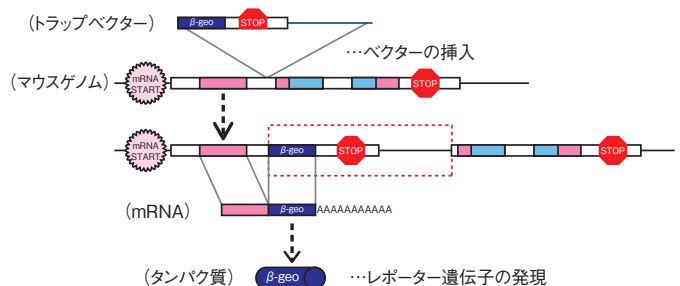 (トラップベクター)
β-geo
STOP
…ベクターの挿入
(マウスゲノム)
mRNA
START
STOP
mRNA
START
β-geo
STOP
STOP
(mRNA)
β-geo
AAAAAAAAAAA
(タンパク質)
β-geo
…レポーター遺伝子の発現